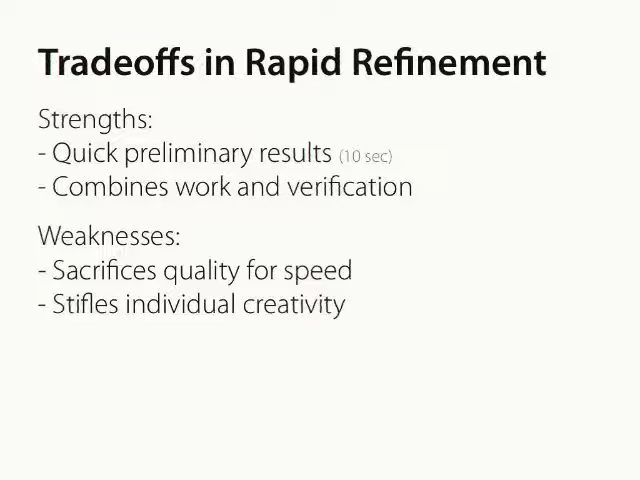 Tradeoffs in Rapid Refinement
Strengths:
- Quick preliminary results (10 sec)
- Combines work and verification
Weaknesses:
- Sacrifices quality for speed
- Stifles individual creativity